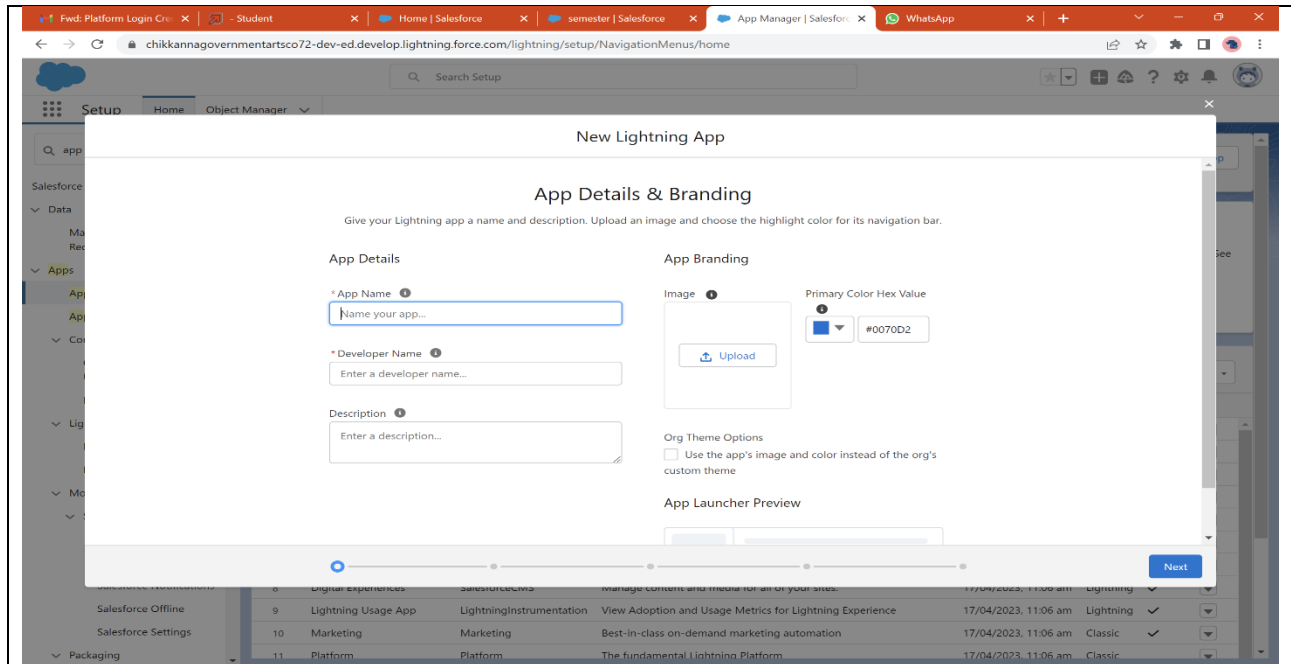 Fwd: Platform Login Cre
- Student
Home | Salesforce
semester | Salesforce
App Manager | Salesforc
WhatsApp
chikkannagovernmentartsco72-dev-ed.develop.lightning.force.com/lightning/setup/NavigationMenus/home
Search Setup
Setup
Home
Object Manager
New Lightning App
app
Salesforce
Data
Apps
App Details & Branding
Give your Lightning app a name and description. Upload an image and choose the highlight color for its navigation bar.
App Details
App Branding
*App Name
Name your app...
Image
Primary Color Hex Value
#0070D2
Upload
*Developer Name
Enter a developer name...
Description
Enter a description...
Org Theme Options
Use the app's image and color instead of the org's
custom theme
App Launcher Preview
Next
8 Digital Experiences SalesforceCMS Manage content and media for all of your sites. 17/04/2023, 11:06 am Lightning
Salesforce Notifications
Salesforce Offline
9 Lightning Usage App LightningInstrumentation View Adoption and Usage Metrics for Lightning Experience 17/04/2023, 11:06 am Lightning
Salesforce Settings
10 Marketing Marketing Best-in-class on-demand marketing automation 17/04/2023, 11:06 am Classic
Packaging
11 Platform Platform The fundamental Lightning Platform 17/04/2023, 11:06 am Classic